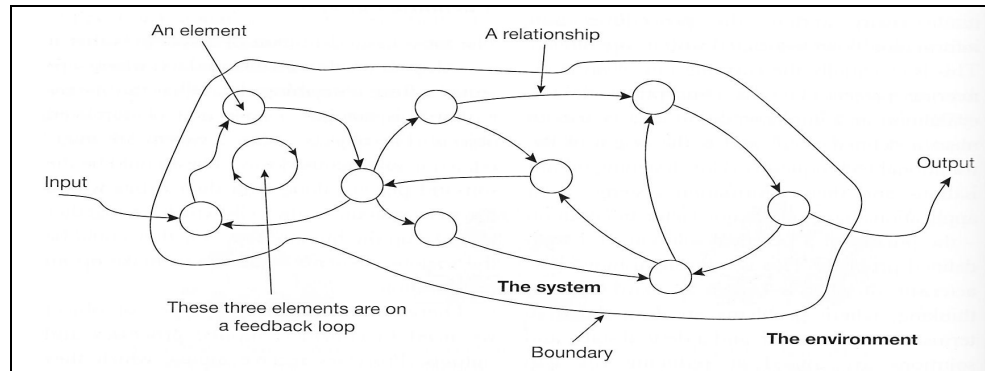 An element
A relationship
Input
Output
These three elements are on
a feedback loop
The system
Boundary
The environment